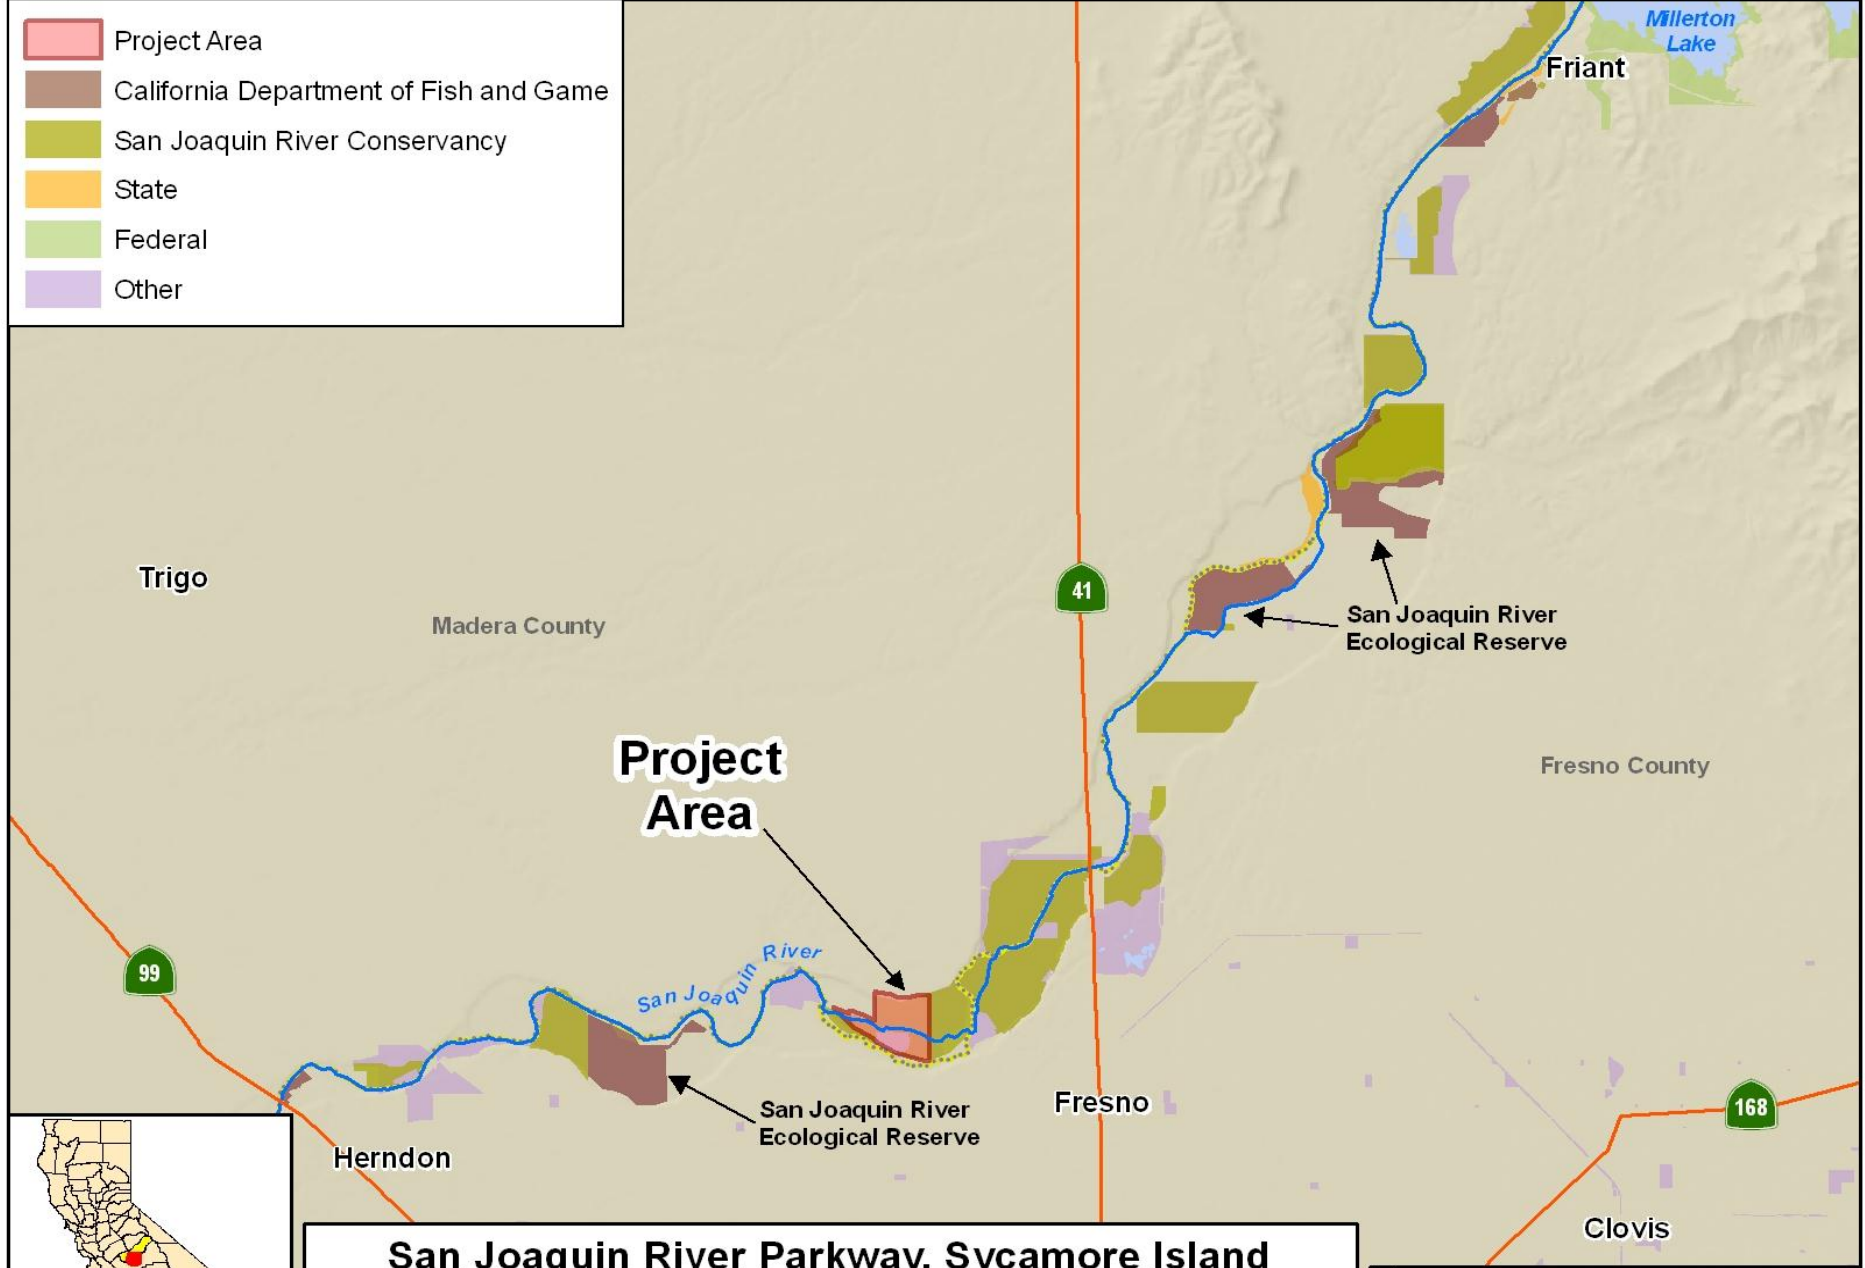 Project Area
California Department of Fish and Game
San Joaquin River Conservancy
State
Federal
Other
Millerton
Lake
Friant
Trigo
Madera County
41
San Joaquin River
Ecological Reserve
Project
Area
Fresno County
99
San Joaquin River
San Joaquin River
Ecological Reserve
Fresno
168
Herndon
Clovis
San Joaquin River Parkway, Sycamore Island